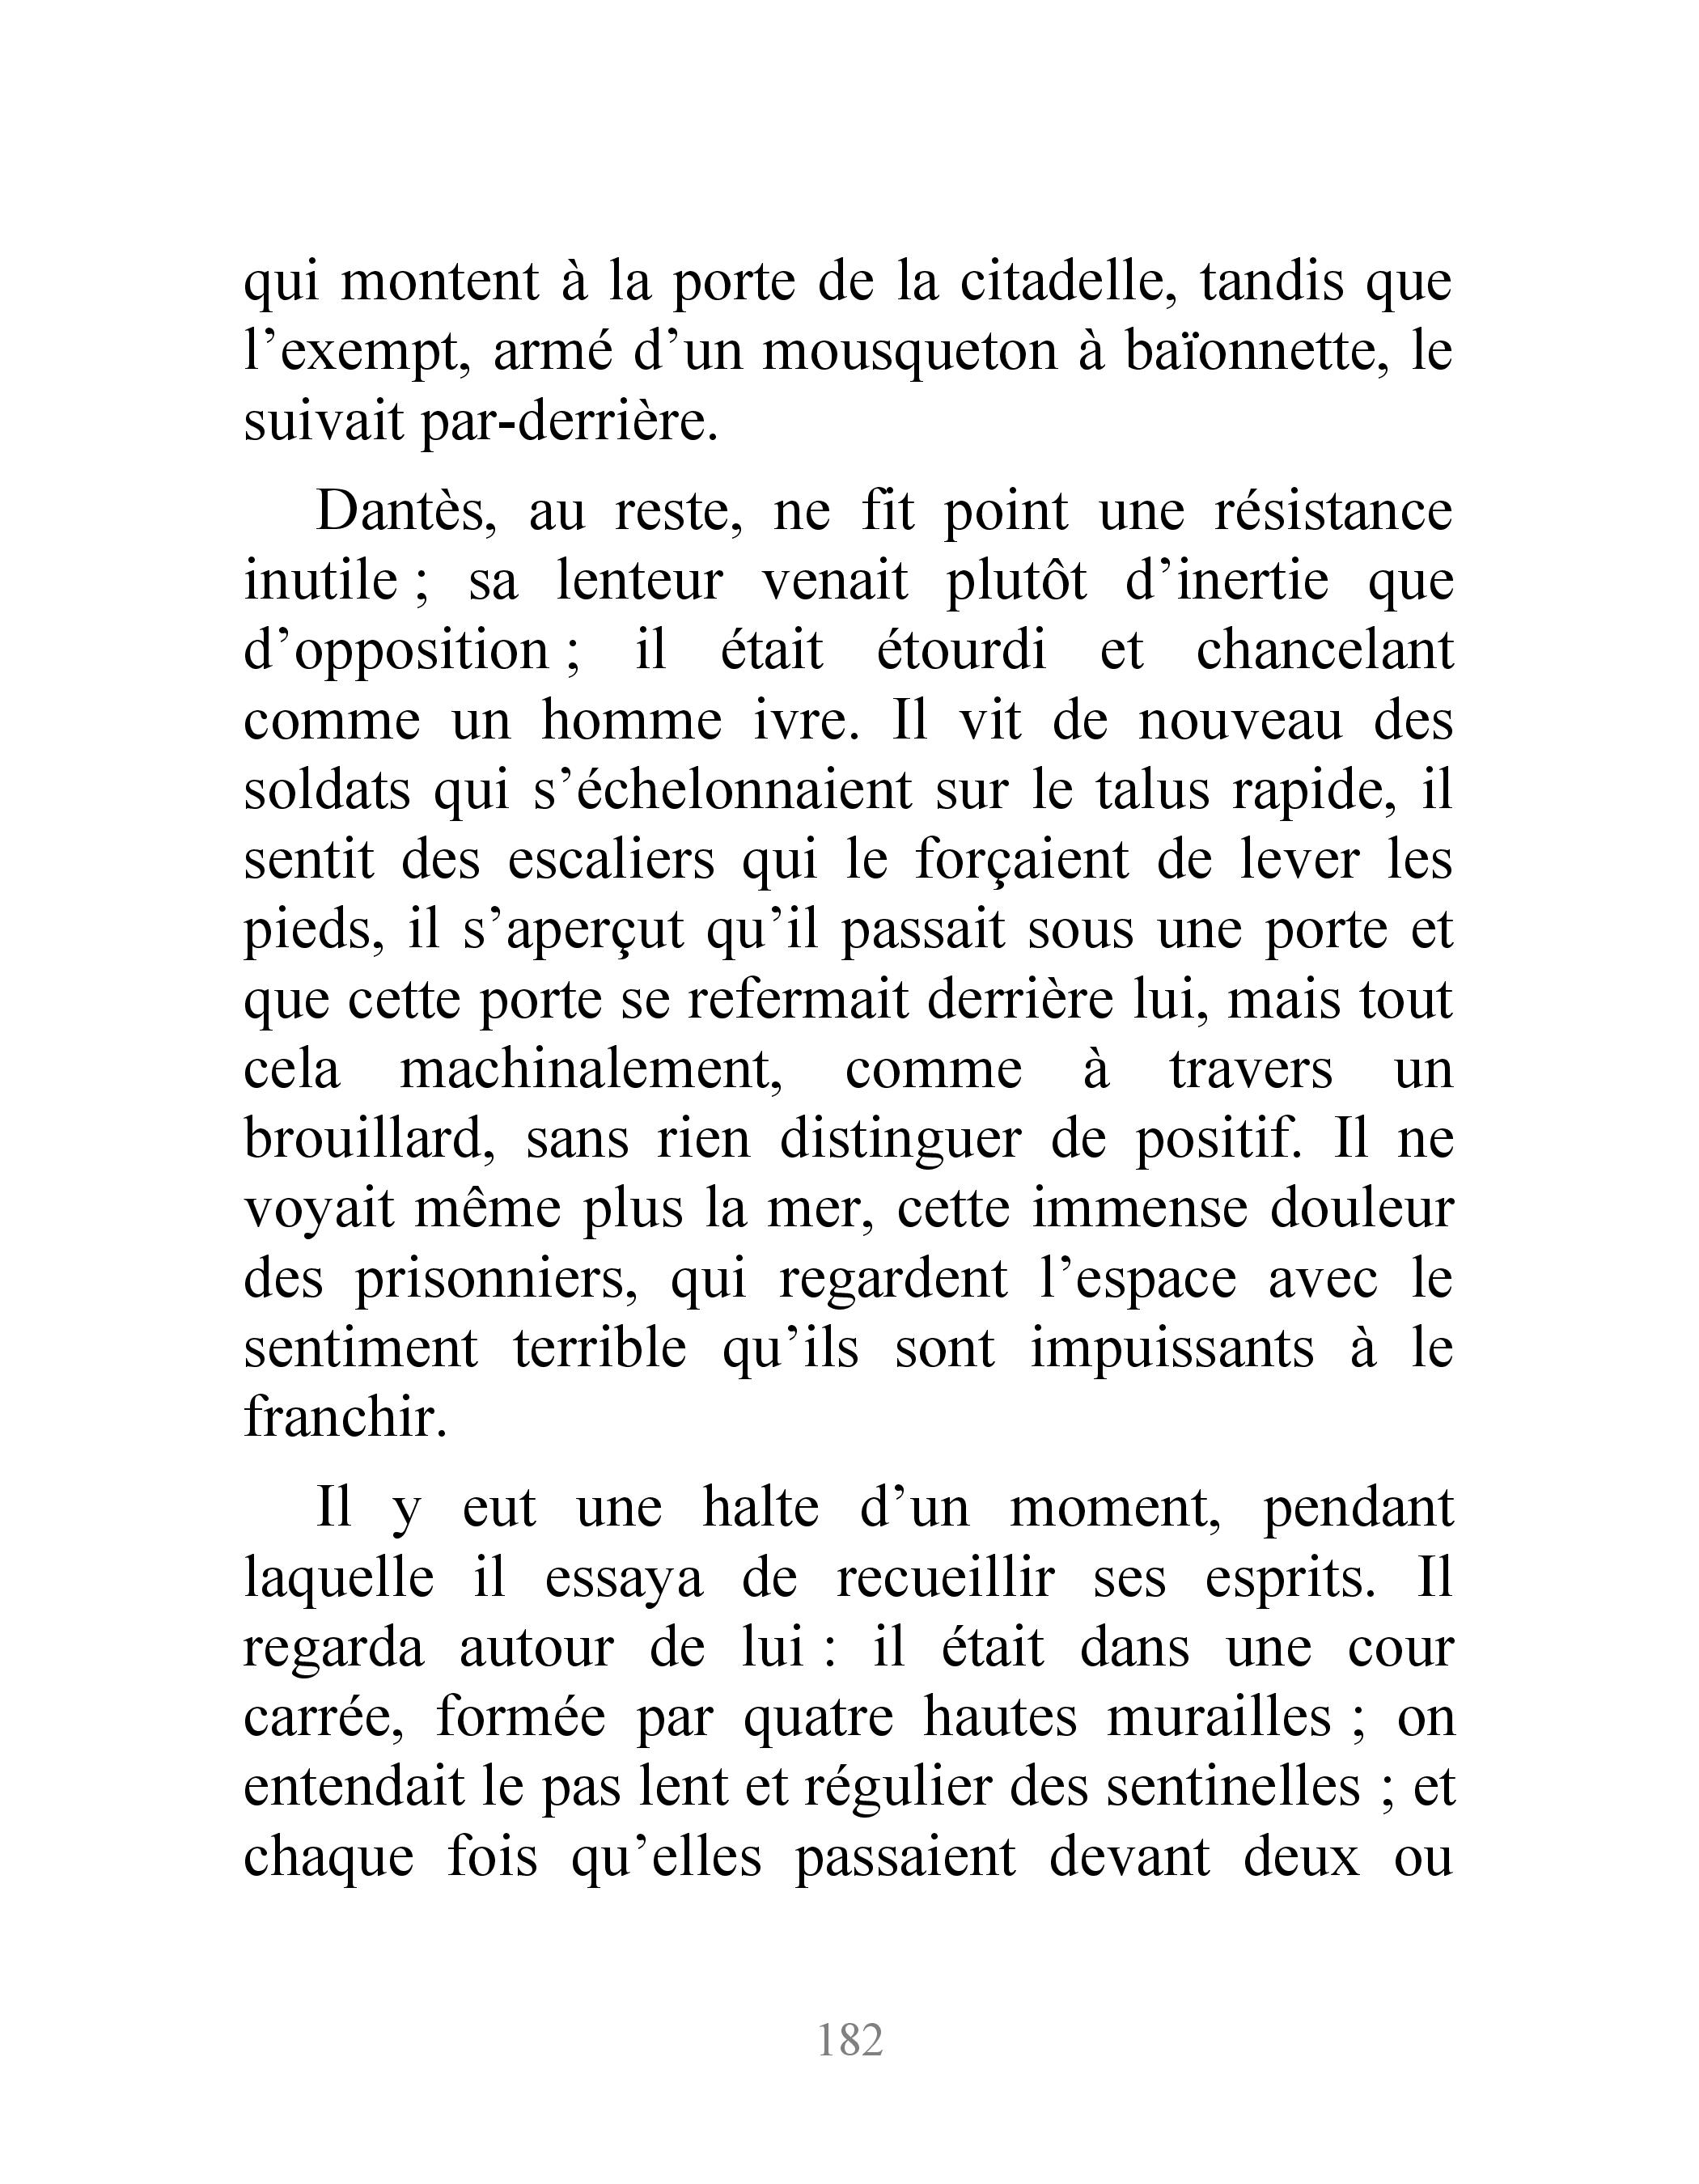 qui montent à la porte de la citadelle, tandis que
l’exempt, armé d’un mousqueton à baïonnette, le
suivait par-derrière.
Dantès, au reste, ne fit point une résistance
inutile ; sa lenteur venait plutôt d’inertie que
d’opposition ; il était étourdi et chancelant
comme un homme ivre. Il vit de nouveau des
soldats qui s’échelonnaient sur le talus rapide, il
sentit des escaliers qui le forçaient de lever les
pieds, il s’aperçut qu’il passait sous une porte et
que cette porte se refermait derrière lui, mais tout
cela machinalement, comme à travers un
brouillard, sans rien distinguer de positif. Il ne
voyait même plus la mer, cette immense douleur
des prisonniers, qui regardent l’espace avec le
sentiment terrible qu’ils sont impuissants à le
franchir.
Il y eut une halte d’un moment, pendant
laquelle il essaya de recueillir ses esprits. Il
regarda autour de lui : il était dans une cour
carrée, formée par quatre hautes murailles ; on
entendait le pas lent et régulier des sentinelles ; et
chaque fois qu’elles passaient devant deux ou
182